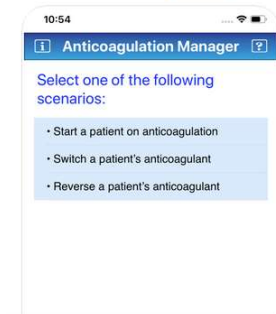 10:54
Anticoagulation Manager
Select one of the following
scenarios:
• Start a patient on anticoagulation
• Switch a patient's anticoagulant
• Reverse a patient's anticoagulant